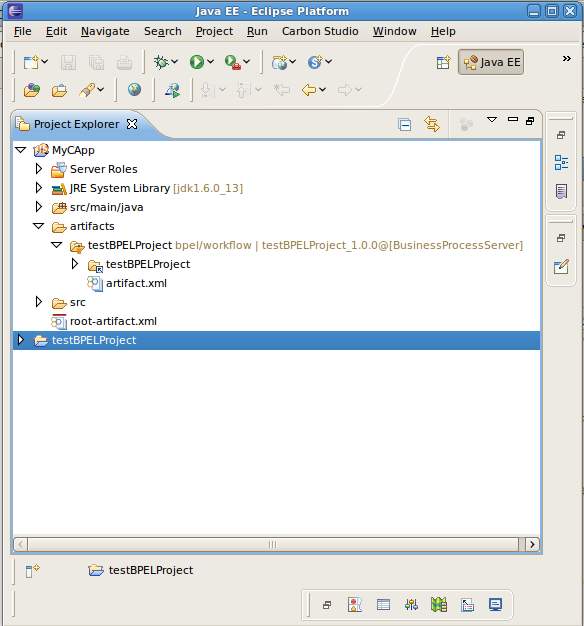 Java EE - Eclipse Platform
File Edit Navigate Search Project Run Carbon Studio Window Help
Java EE
Project Explorer
MyCApp
Server Roles
JRE System Library [jdk1.6.0_13]
src/main/java
artifacts
testBPELProject bpel/workflow | testBPELProject_1.0.0@[BusinessProcessServer]
testBPELProject
artifact.xml
src
root-artifact.xml
testBPELProject
testBPELProject